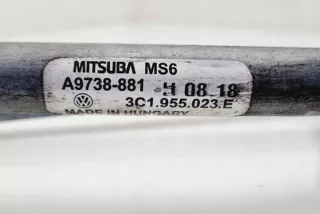 MITSUBA MS6
A9738-881 H 08.18
3C1.955.023.E
MADE IN HUNGARY